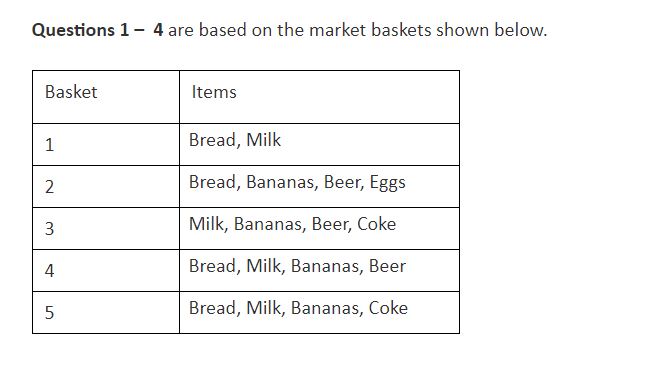 Questions 1 – 4 are based on the market baskets shown below.
Basket Items
1 Bread, Milk
2 Bread, Bananas, Beer, Eggs
3 Milk, Bananas, Beer, Coke
4 Bread, Milk, Bananas, Beer
5 Bread, Milk, Bananas, Coke